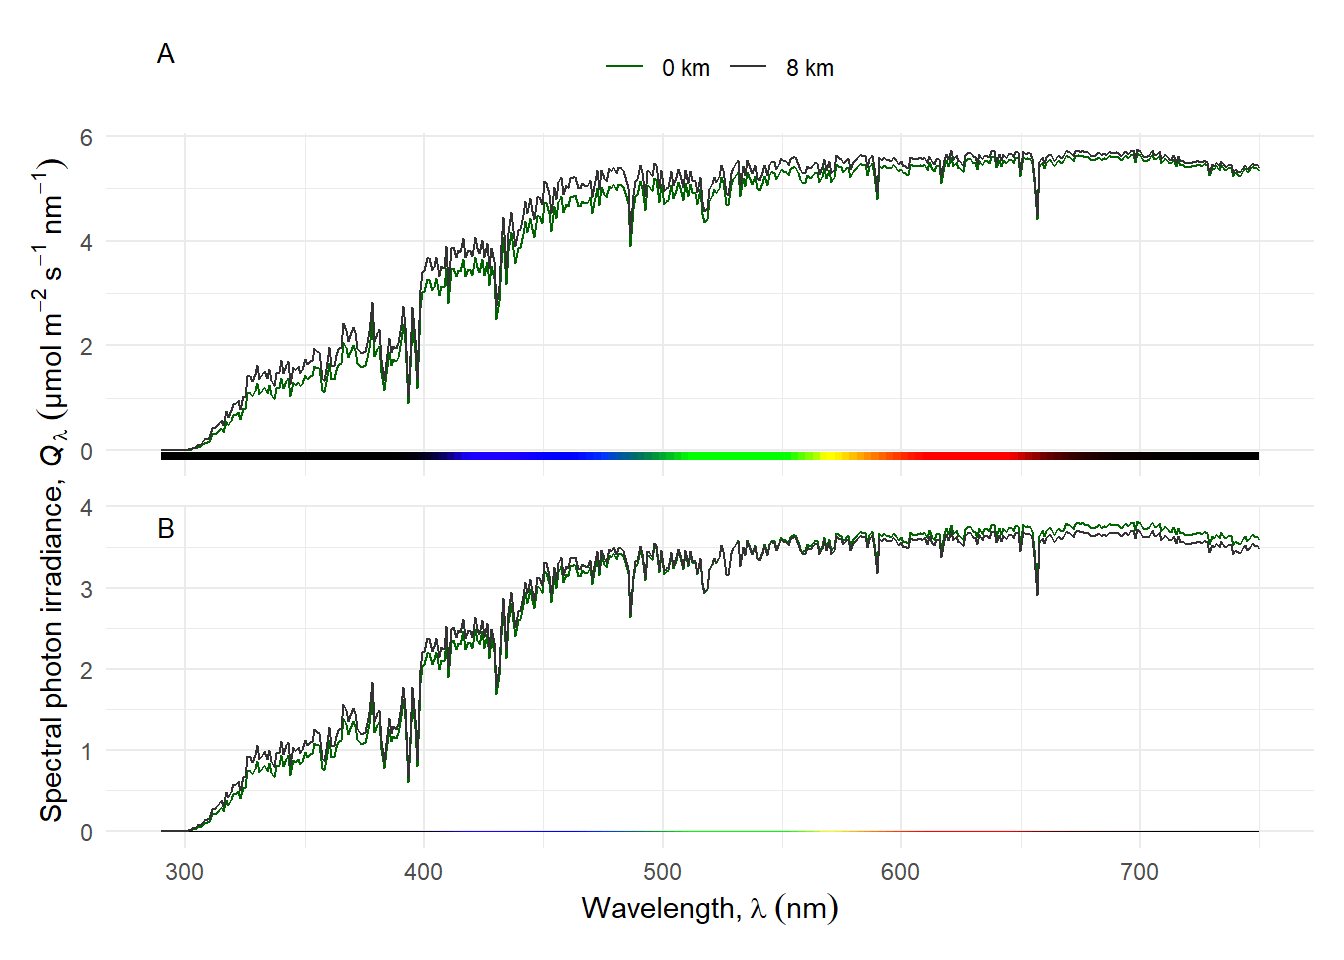 A
0 km 8 km
6
4
2
0
Spectral photon irradiance, Qλ (μmol m−2 s−1 nm−1)
B
4
3
2
1
0
300 400 500 600 700
Wavelength, λ (nm)